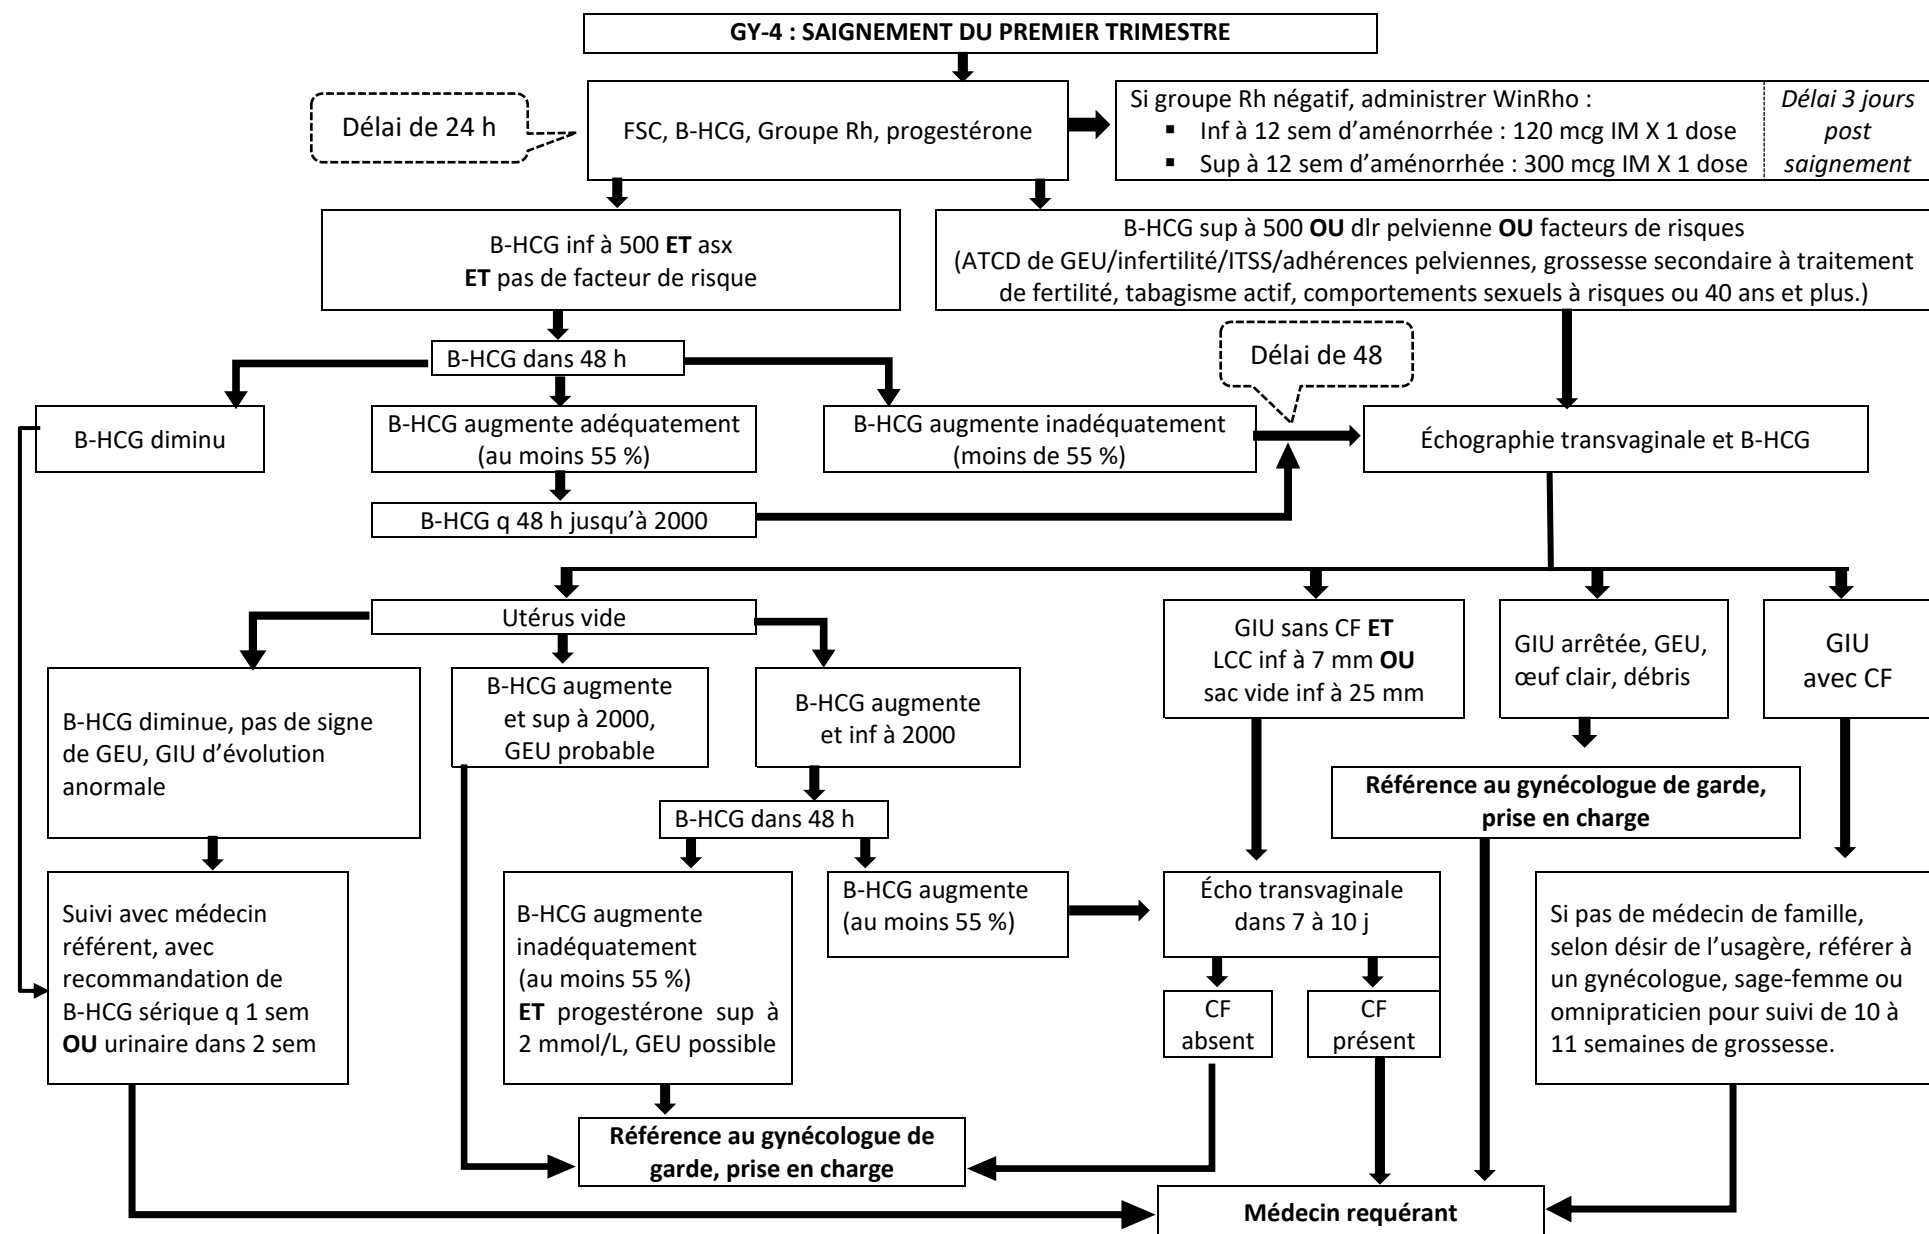 GY-4 : SAIGNEMENT DU PREMIER TRIMESTRE
Délai de 24 h
FSC, B-HCG, Groupe Rh, progestérone
Si groupe Rh négatif, administrer WinRho :
▪ Inf à 12 sem d’aménorrhée : 120 mcg IM X 1 dose
▪ Sup à 12 sem d’aménorrhée : 300 mcg IM X 1 dose
Délai 3 jours
post
saignement
B-HCG inf à 500 ET asx
ET pas de facteur de risque
B-HCG sup à 500 OU dlr pelvienne OU facteurs de risques
(ATCD de GEU/infertilité/ITSS/adhérences pelviennes, grossesse secondaire à traitement
de fertilité, tabagisme actif, comportements sexuels à risques ou 40 ans et plus.)
B-HCG dans 48 h
Délai de 48
B-HCG diminu
B-HCG augmente adéquatement
(au moins 55 %)
B-HCG augmente inadéquatement
(moins de 55 %)
Échographie transvaginale et B-HCG
B-HCG q 48 h jusqu’à 2000
Utérus vide
GIU sans CF ET
LCC inf à 7 mm OU
sac vide inf à 25 mm
GIU arrêtée, GEU,
œuf clair, débris
GIU
avec CF
B-HCG diminue, pas de signe
de GEU, GIU d’évolution
anormale
B-HCG augmente
et sup à 2000,
GEU probable
B-HCG augmente
et inf à 2000
Référence au gynécologue de garde,
prise en charge
B-HCG dans 48 h
Suivi avec médecin
référent, avec
recommandation de
B-HCG sérique q 1 sem
OU urinaire dans 2 sem
B-HCG augmente
inadéquatement
(au moins 55 %)
ET progestérone sup à
2 mmol/L, GEU possible
B-HCG augmente
(au moins 55 %)
Écho transvaginale
dans 7 à 10 j
Si pas de médecin de famille,
selon désir de l’usagère, référer à
un gynécologue, sage-femme ou
omnipraticien pour suivi de 10 à
11 semaines de grossesse.
CF
absent
CF
présent
Référence au gynécologue de
garde, prise en charge
Médecin requérant